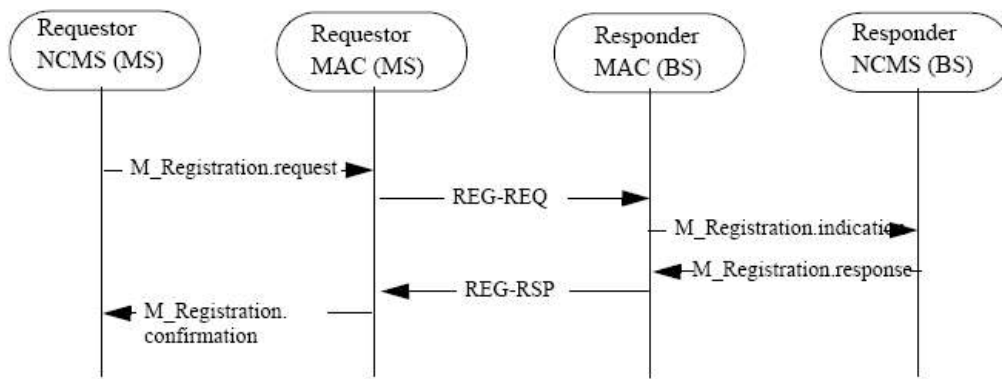 Requestor
NCMS (MS)
Requestor
MAC (MS)
Responder
MAC (BS)
Responder
NCMS (BS)
M_Registration.request
REG-REQ
M_Registration.indication
M_Registration.response
REG-RSP
M_Registration.
confirmation